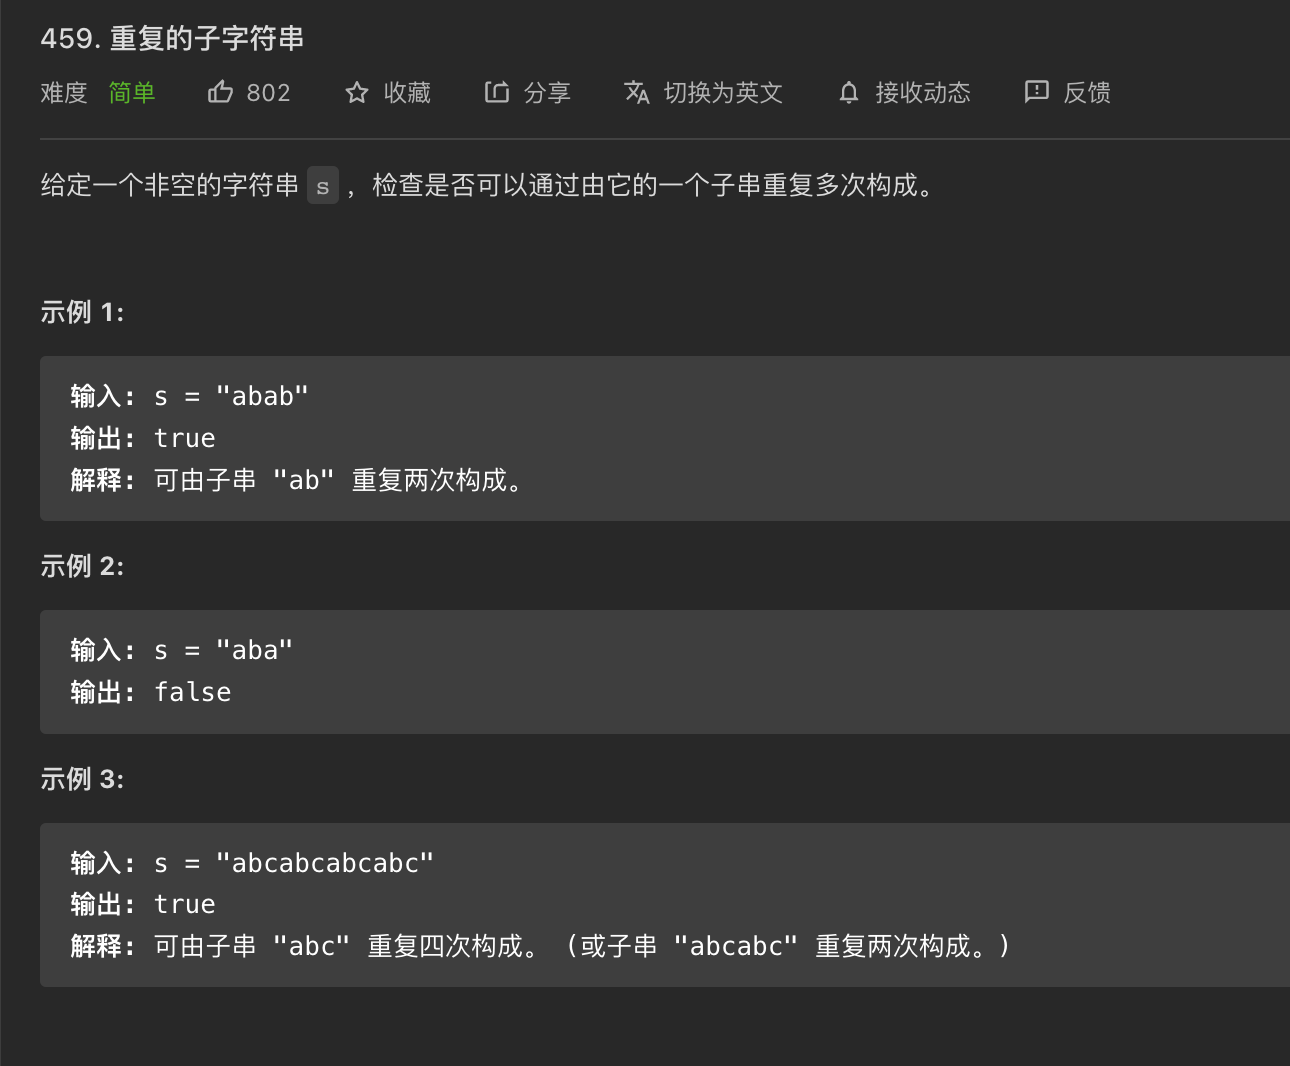 459. 重复的子字符串
难度 简单 802 收藏 分享 切换为英文 接收动态 反馈
给定一个非空的字符串 s ，检查是否可以通过由它的一个子串重复多次构成。
示例 1:
输入: s = "abab"
输出: true
解释: 可由子串 "ab" 重复两次构成。
示例 2:
输入: s = "aba"
输出: false
示例 3:
输入: s = "abcabcabcabc"
输出: true
解释: 可由子串 "abc" 重复四次构成。 (或子串 "abcabc" 重复两次构成。)